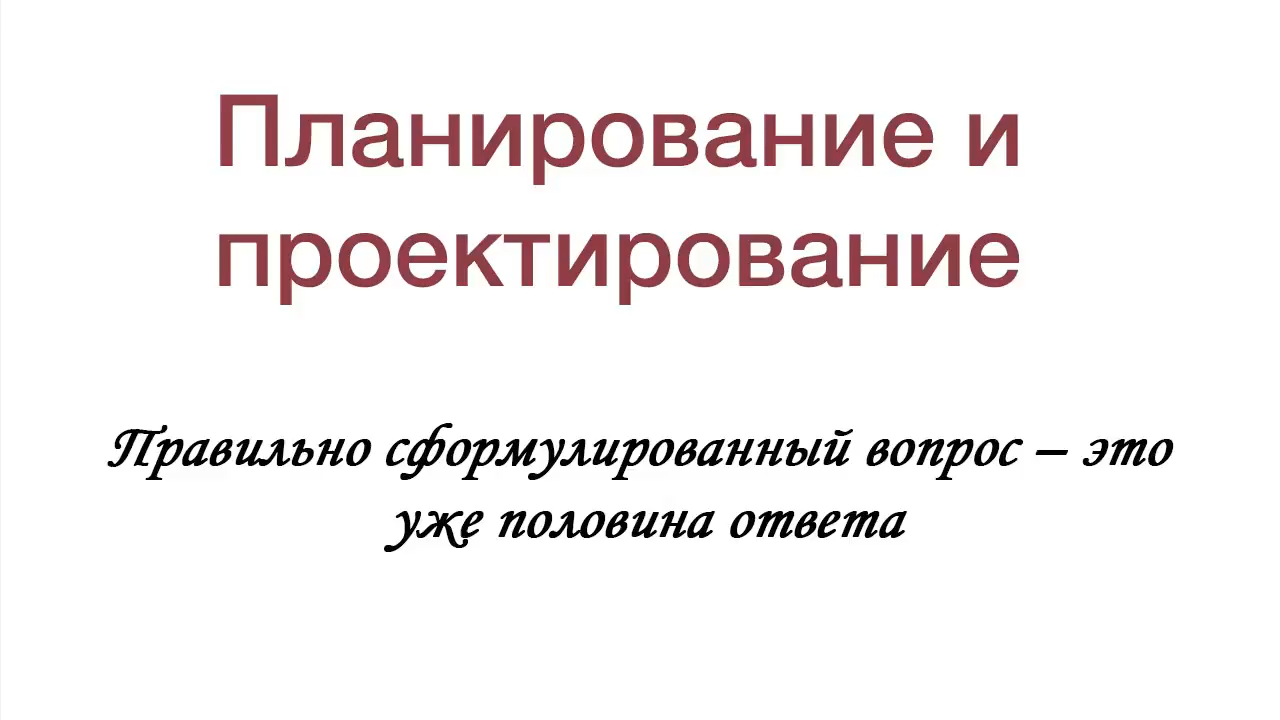 Планирование и
проектирование
Правильно сформулированный вопрос – это
уже половина ответа